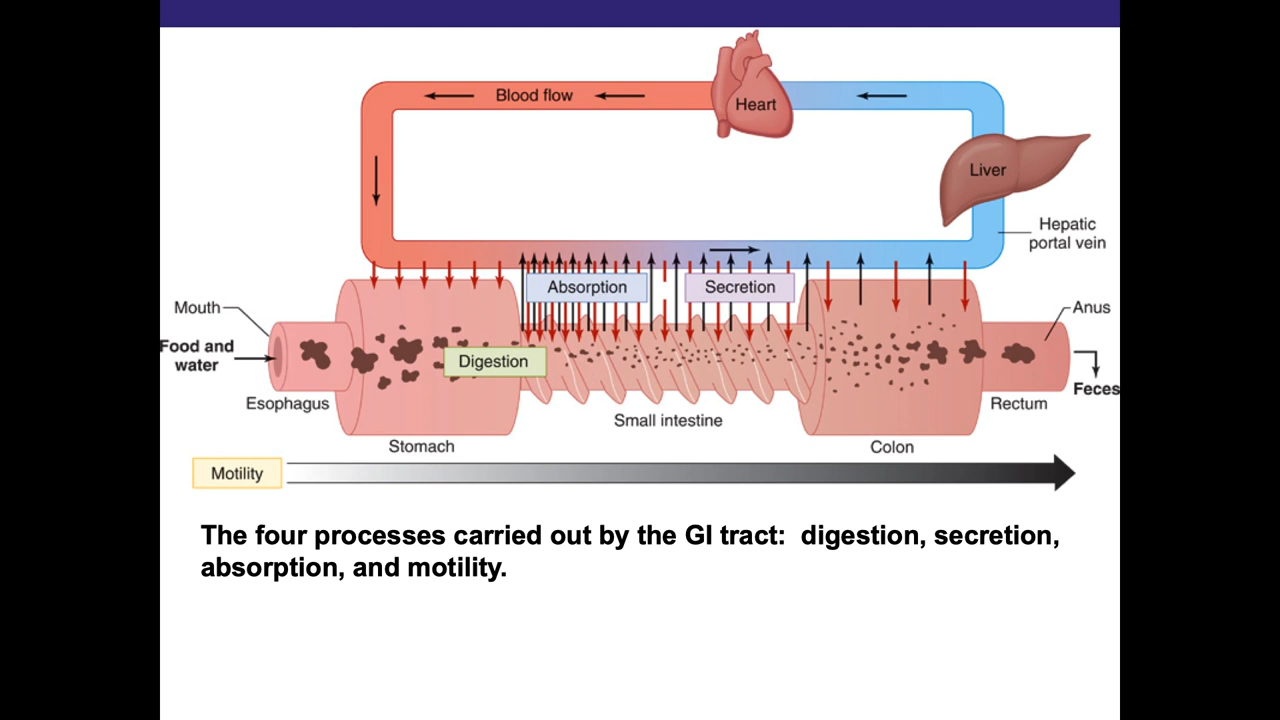 Blood flow
Heart
Liver
Hepatic
portal vein
Absorption
Secretion
Mouth
Anus
Food and
water
Digestion
Feces
Esophagus
Rectum
Small intestine
Stomach
Colon
Motility
The four processes carried out by the GI tract:  digestion, secretion,
absorption, and motility.